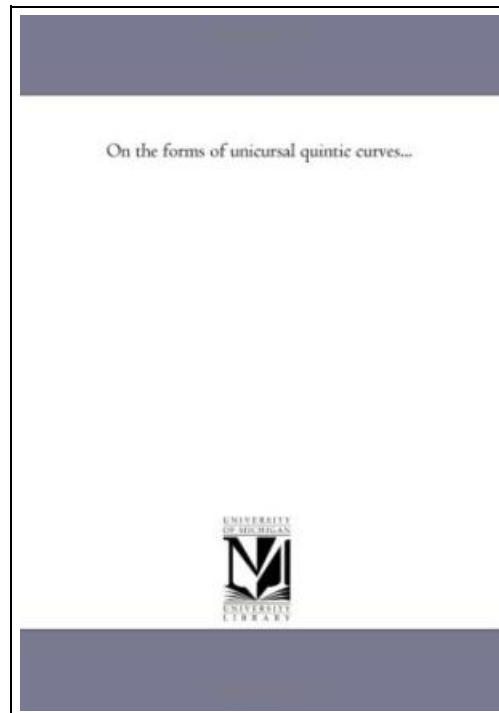 On the forms of unicursal quintic curves...
UNIVERSITY
OF MICHIGAN
M
UNIVERSITY
LIBRARY